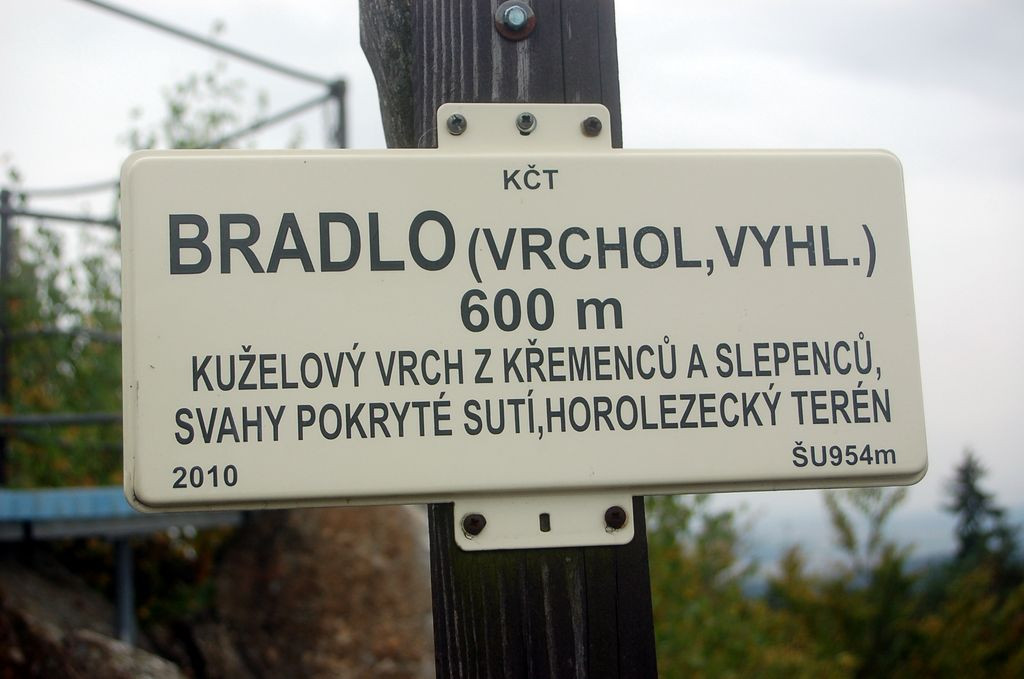 KČT
BRADLO (VRCHOL,VYHL.)
600 m
KUŽELOVÝ VRCH Z KŘEMENCŮ A SLEPENCŮ,
SVAHY POKRYTÉ SUTÍ,HOROLEZECKÝ TERÉN
2010 ŠU954m